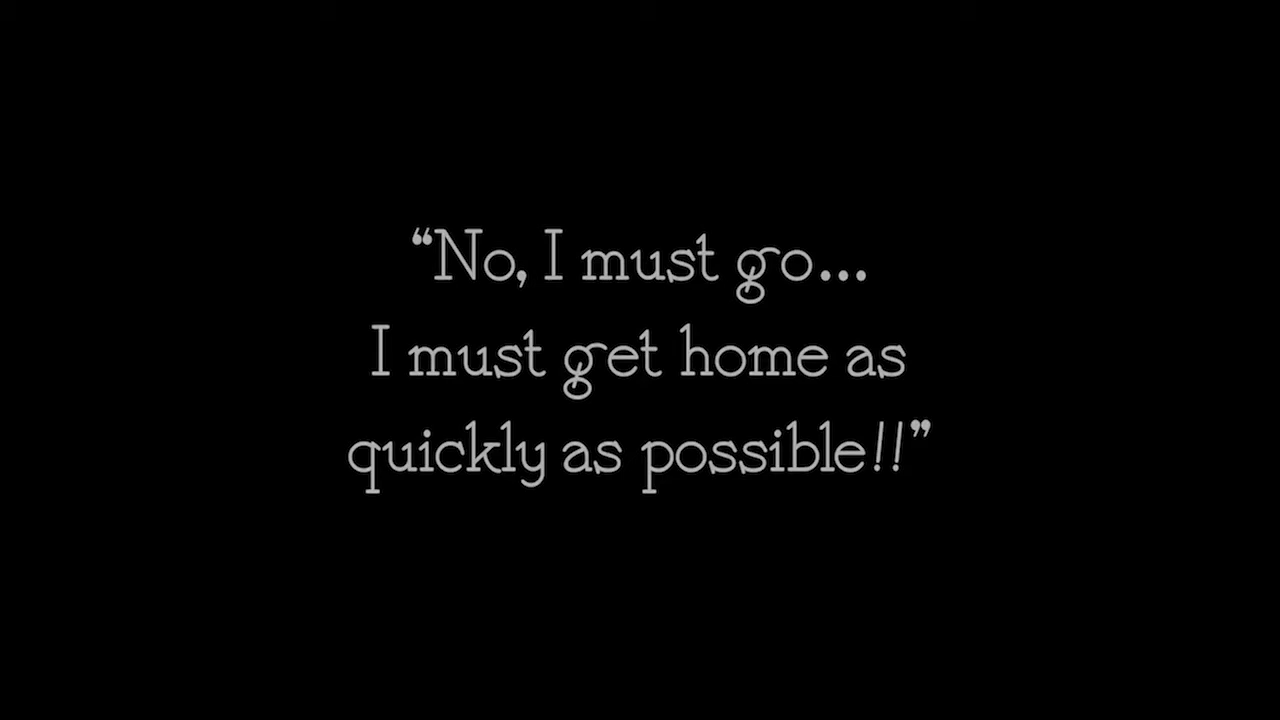 “No, I must go...
I must get home as
quickly as possible!!”